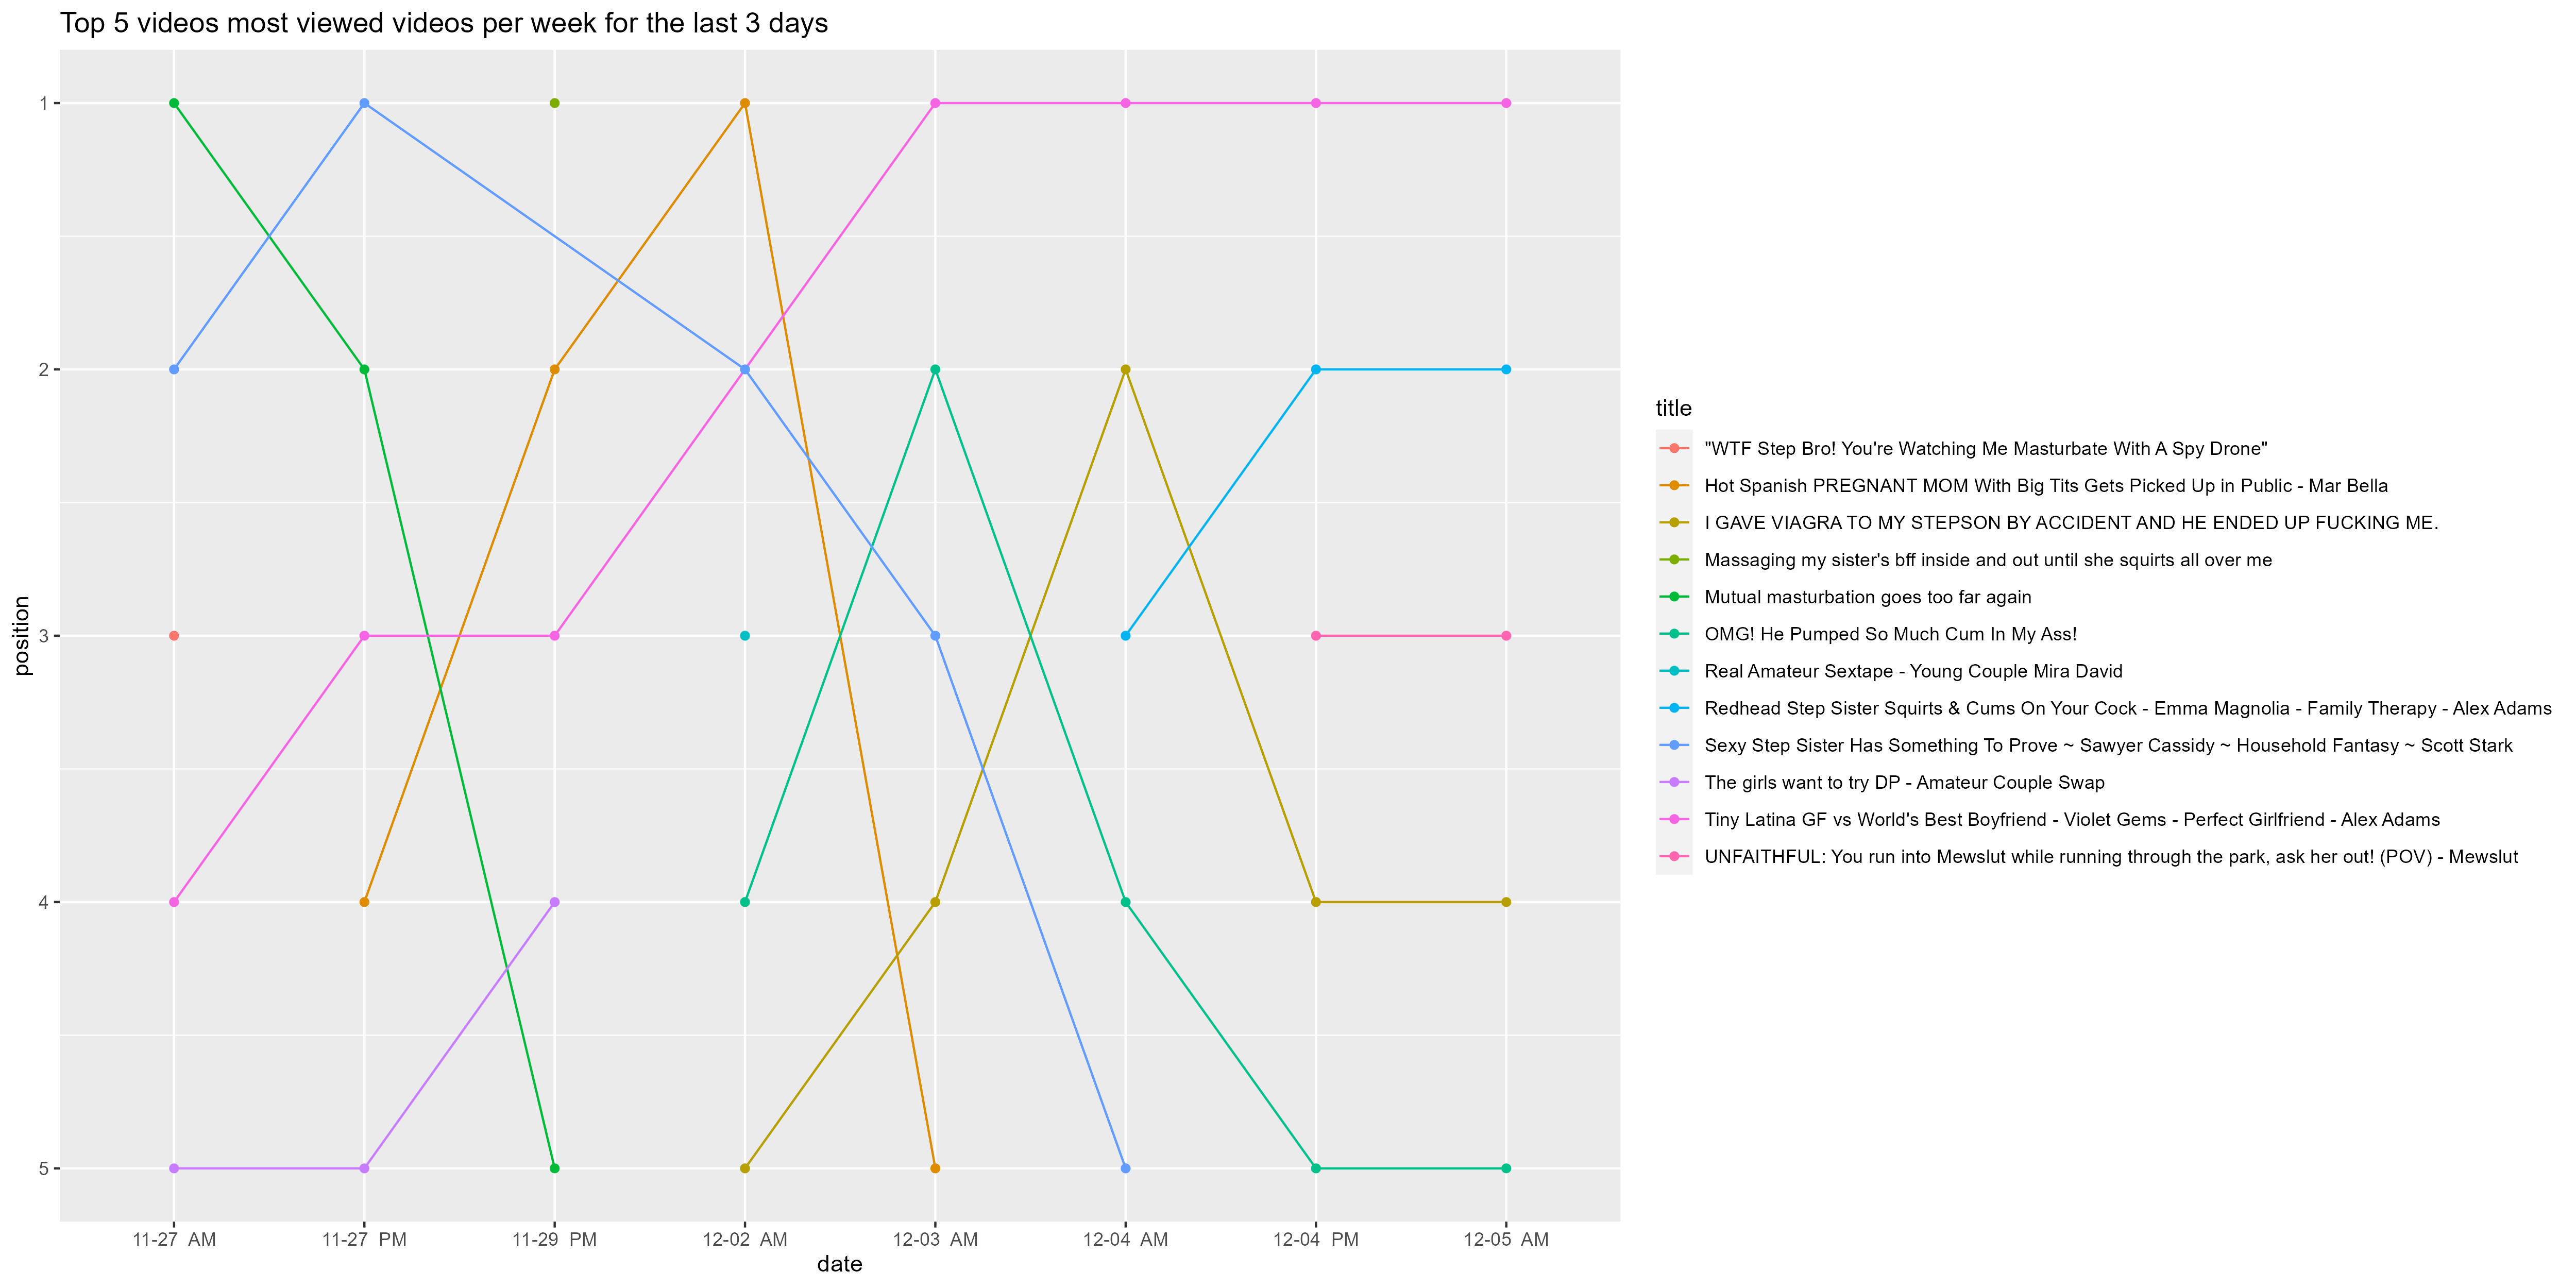 Top 5 videos most viewed videos per week for the last 3 days
position
1
2
3
4
5
11-27 AM
11-27 PM
11-29 PM
12-02 AM
12-03 AM
12-04 AM
12-04 PM
12-05 AM
date
title
"WTF Step Bro! You're Watching Me Masturbate With A Spy Drone"
Hot Spanish PREGNANT MOM With Big Tits Gets Picked Up in Public - Mar Bella
I GAVE VIAGRA TO MY STEPSON BY ACCIDENT AND HE ENDED UP FUCKING ME.
Massaging my sister's bff inside and out until she squirts all over me
Mutual masturbation goes too far again
OMG! He Pumped So Much Cum In My Ass!
Real Amateur Sextape - Young Couple Mira David
Redhead Step Sister Squirts & Cums On Your Cock - Emma Magnolia - Family Therapy - Alex Adams
Sexy Step Sister Has Something To Prove ~ Sawyer Cassidy ~ Household Fantasy ~ Scott Stark
The girls want to try DP - Amateur Couple Swap
Tiny Latina GF vs World's Best Boyfriend - Violet Gems - Perfect Girlfriend - Alex Adams
UNFAITHFUL: You run into Mewslut while running through the park, ask her out! (POV) - Mewslut